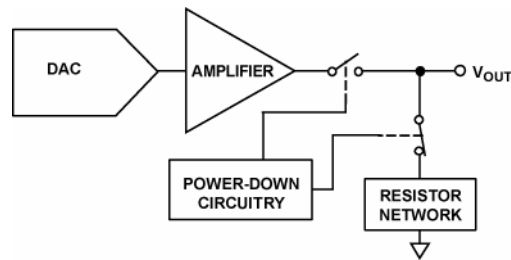 DAC
AMPLIFIER
VOUT
POWER-DOWN
CIRCUITRY
RESISTOR
NETWORK